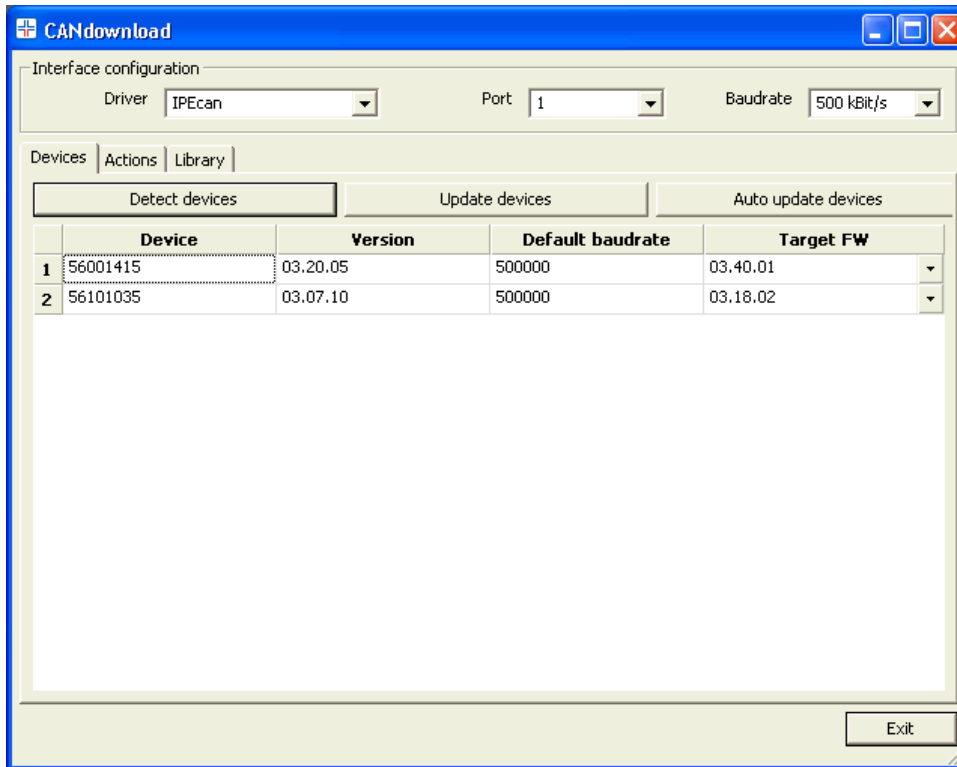 CANdownload
Interface configuration
Driver IPEcan Port 1 Baudrate 500 kBit/s
Devices Actions Library
Detect devices Update devices Auto update devices
Device Version Default baudrate Target FW
1 56001415 03.20.05 500000 03.40.01
2 56101035 03.07.10 500000 03.18.02
Exit